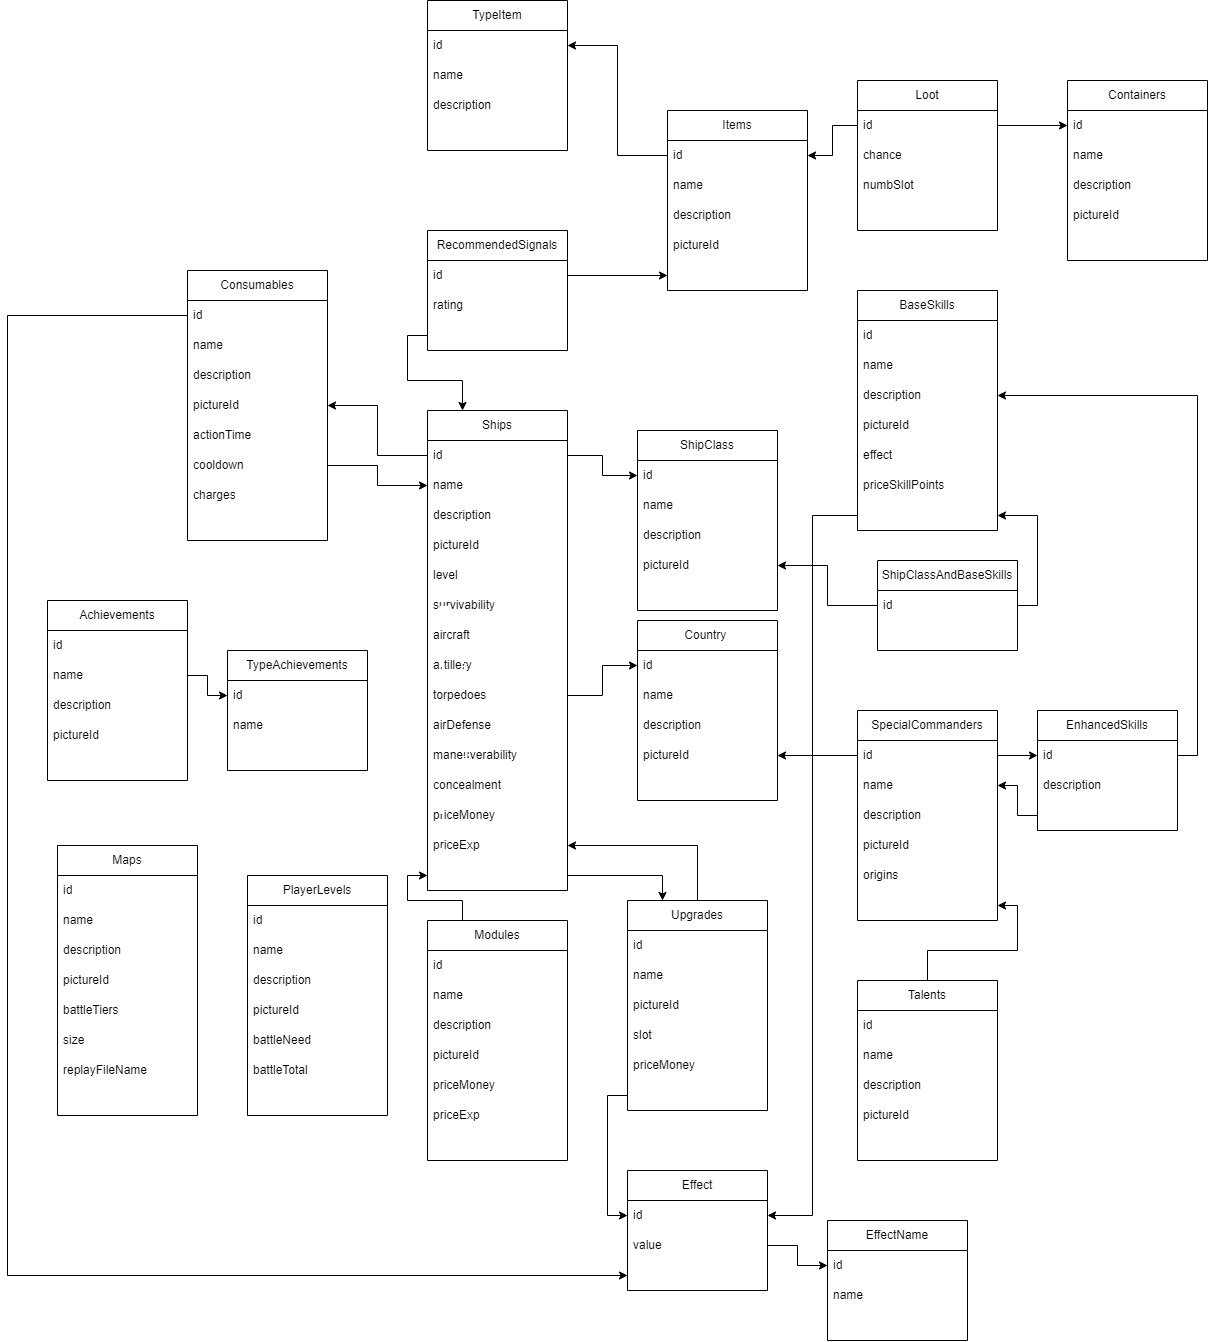 TypeItem
id
name
description
Items
id
name
description
pictureId
Loot
id
chance
numbSlot
Containers
id
name
description
pictureId
RecommendedSignals
id
rating
Consumables
id
name
description
pictureId
actionTime
cooldown
charges
BaseSkills
id
name
description
pictureId
effect
priceSkillPoints
Ships
id
name
description
pictureId
level
survivability
aircraft
artillery
torpedoes
airDefense
maneuverability
concealment
priceMoney
priceExp
ShipClass
id
name
description
pictureId
ShipClassAndBaseSkills
id
Achievements
id
name
description
pictureId
TypeAchievements
id
name
Country
id
name
description
pictureId
SpecialCommanders
id
name
description
pictureId
origins
EnhancedSkills
id
description
Maps
id
name
description
pictureId
battleTiers
size
replayFileName
PlayerLevels
id
name
description
pictureId
battleNeed
battleTotal
Modules
id
name
description
pictureId
priceMoney
priceExp
Upgrades
id
name
pictureId
slot
priceMoney
Talents
id
name
description
pictureId
Effect
id
value
EffectName
id
name